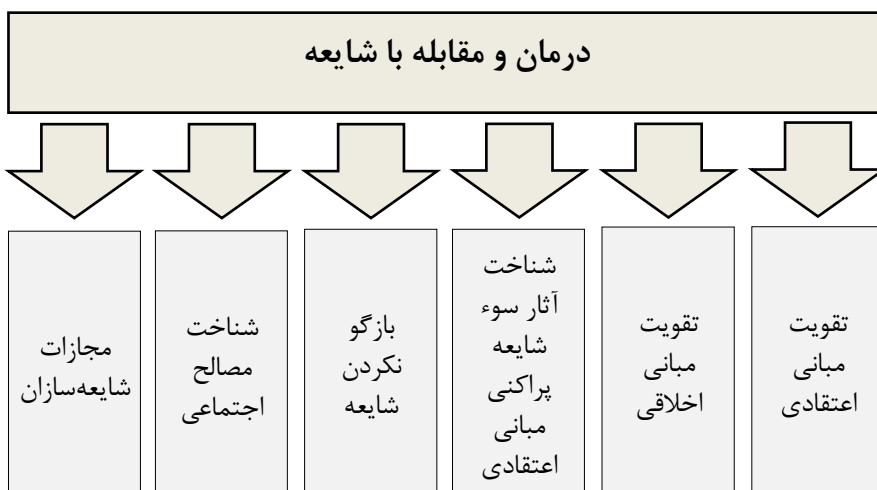 درمان و مقابله با شایعه
تقویت
مبانی
اعتقادی
تقویت
مبانی
اخلاقی
شناخت
آثار سوء
شایعه
پراکنی
مبانی
اعتقادی
بازگو
نکردن
شایعه
شناخت
مصالح
اجتماعی
مجازات
شایعه‌سازان